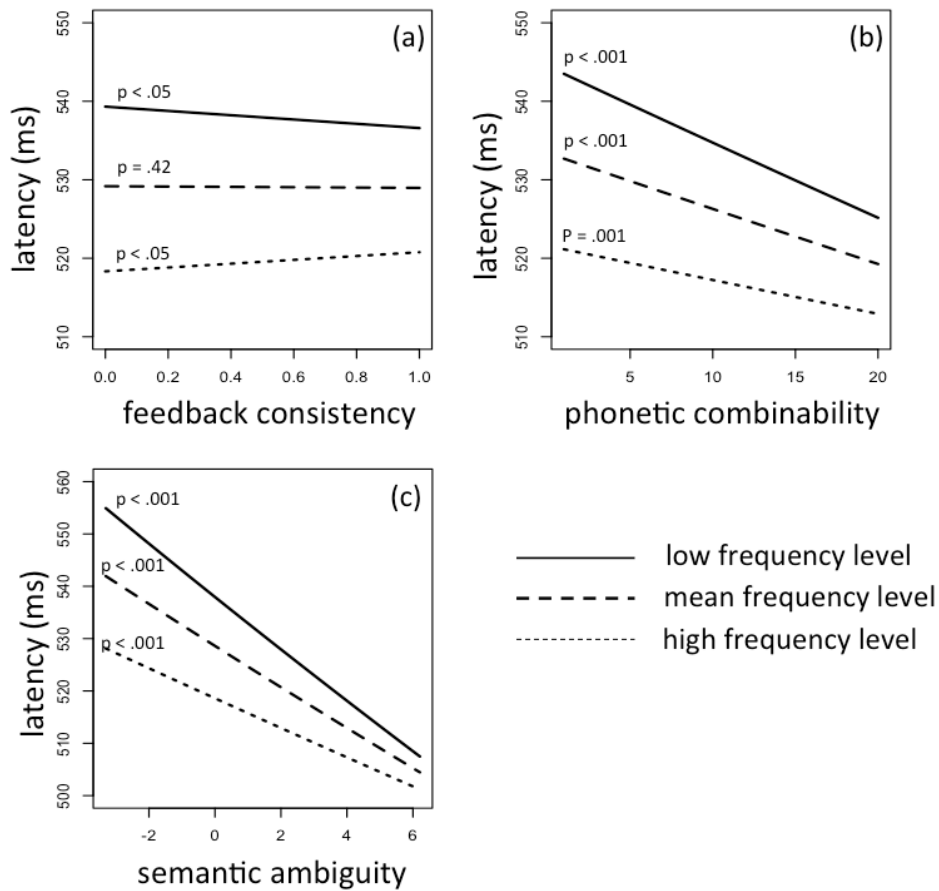 (a)
latency (ms)
550
540
530
520
510
p < .05
p = .42
p < .05
0.0 0.2 0.4 0.6 0.8 1.0
feedback consistency
(b)
latency (ms)
550
540
530
520
510
p < .001
p < .001
P = .001
5 10 15 20
phonetic combinability
(c)
latency (ms)
560
550
540
530
520
510
500
p < .001
p < .001
p < .001
-2 0 2 4 6
semantic ambiguity
low frequency level
mean frequency level
high frequency level